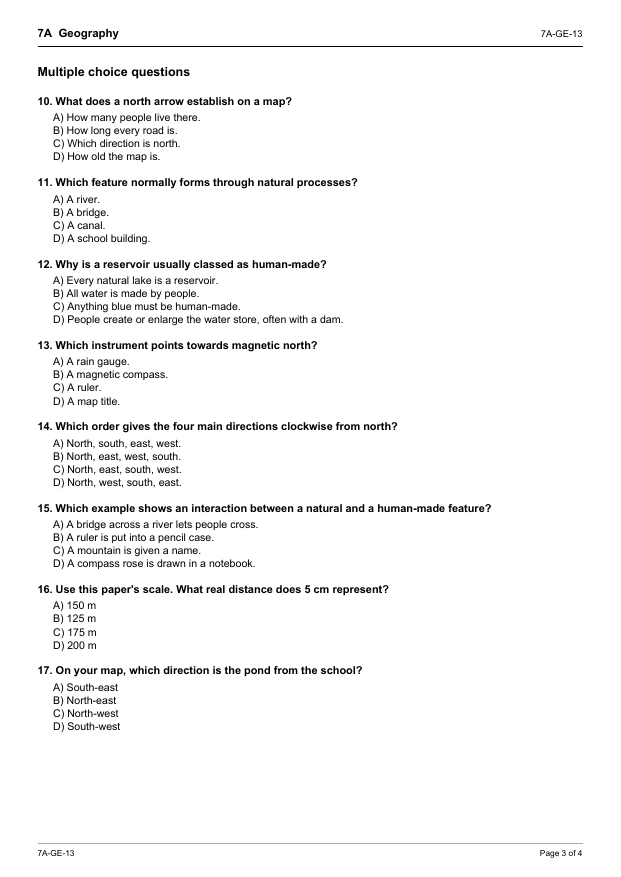 7A Geography
7A-GE-13
Multiple choice questions
10. What does a north arrow establish on a map?
A) How many people live there.
B) How long every road is.
C) Which direction is north.
D) How old the map is.
11. Which feature normally forms through natural processes?
A) A river.
B) A bridge.
C) A canal.
D) A school building.
12. Why is a reservoir usually classed as human-made?
A) Every natural lake is a reservoir.
B) All water is made by people.
C) Anything blue must be human-made.
D) People create or enlarge the water store, often with a dam.
13. Which instrument points towards magnetic north?
A) A rain gauge.
B) A magnetic compass.
C) A ruler.
D) A map title.
14. Which order gives the four main directions clockwise from north?
A) North, south, east, west.
B) North, east, west, south.
C) North, east, south, west.
D) North, west, south, east.
15. Which example shows an interaction between a natural and a human-made feature?
A) A bridge across a river lets people cross.
B) A ruler is put into a pencil case.
C) A mountain is given a name.
D) A compass rose is drawn in a notebook.
16. Use this paper's scale. What real distance does 5 cm represent?
A) 150 m
B) 125 m
C) 175 m
D) 200 m
17. On your map, which direction is the pond from the school?
A) South-east
B) North-east
C) North-west
D) South-west
7A-GE-13
Page 3 of 4